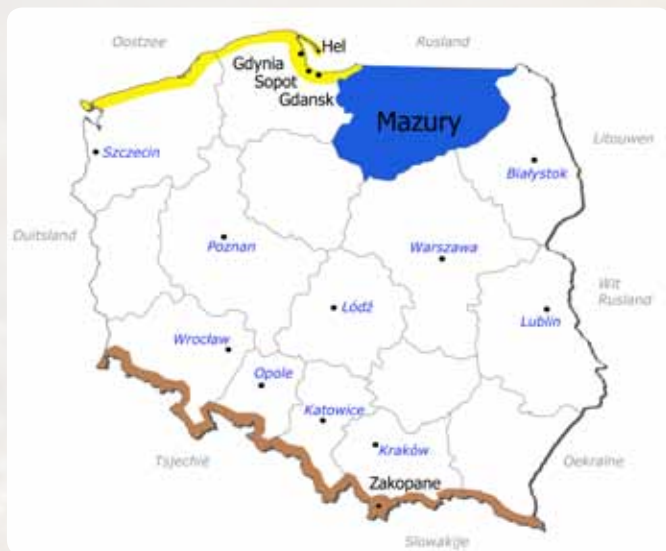 Oostzee
Rusland
Hel
Gdynia
Sopot
Gdansk
Mazury
Szczecin
Litouwen
Białystok
Duitsland
Poznan
Warszawa
Wit
Rusland
Łódź
Lublin
Wrocław
Opole
Katowice
Kraków
Tsjechië
Oekraïne
Zakopane
Slowakije